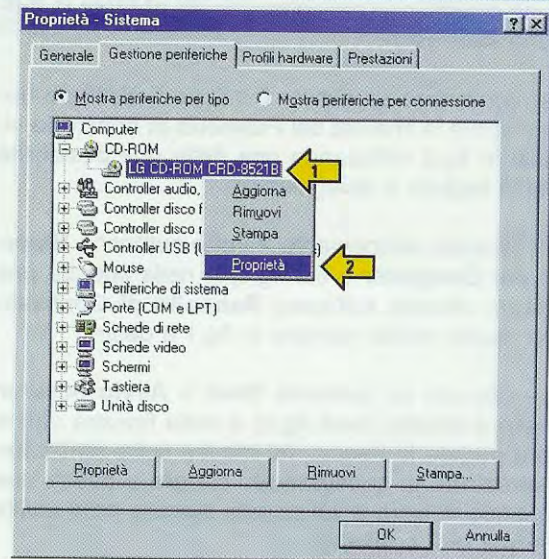 Proprietà - Sistema
Generale Gestione periferiche Profili hardware Prestazioni
Mostra periferiche per tipo Mostra periferiche per connessione
Computer
CD-ROM
LG CD-ROM CRD-8521B 1
Controller audio, Aggiorna
Controller disco f Rimuovi
Controller disco r Stampa
Controller USB (U )
Mouse Proprietà 2
Periferiche di sistema
Porte (COM e LPT)
Schede di rete
Schede video
Schermi
Tastiera
Unità disco
Proprietà Aggiorna Rimuovi Stampa...
OK Annulla